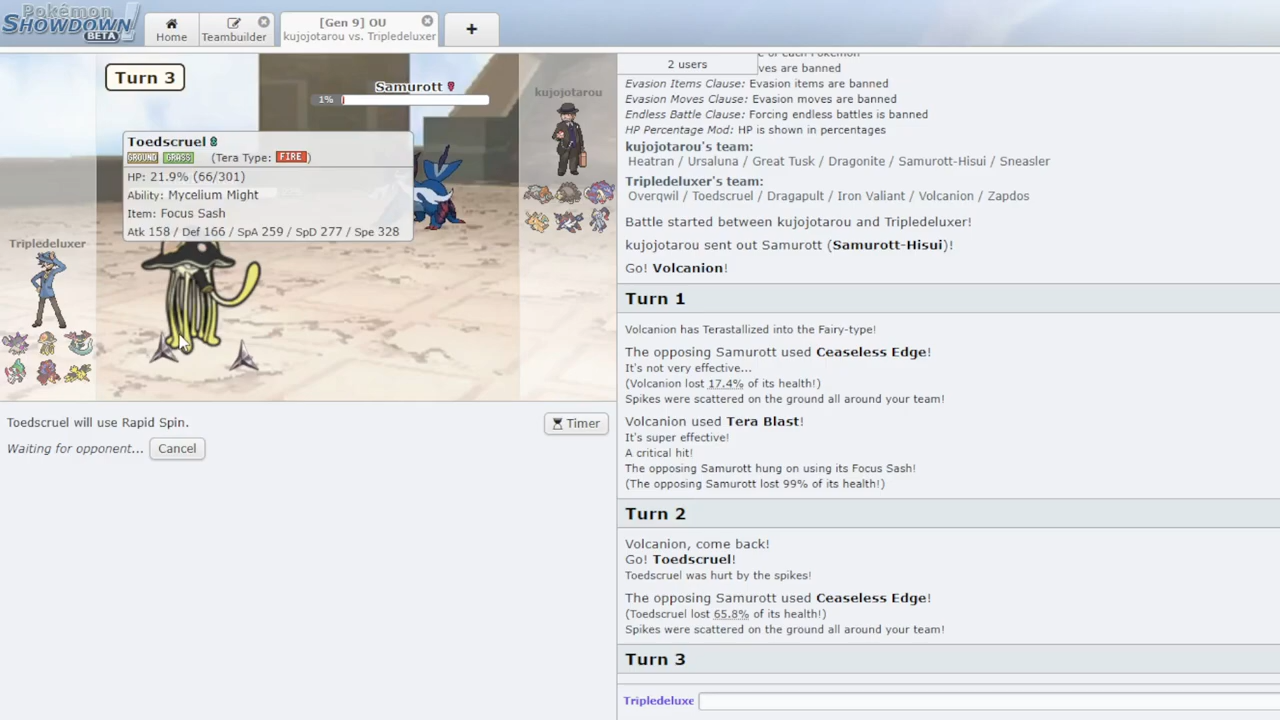 Pokémon
SHOWDOWN!
BETA
Home
Teambuilder
[Gen 9] OU
kujojotarou vs. Tripledeluxer
+
Turn 3
Samurott
1%
kujojotarou
Toedscruel
GROUND GRASS (Tera Type: FIRE)
HP: 21.9% (66/301)
Ability: Mycelium Might
Item: Focus Sash
Atk 158 / Def 166 / SpA 259 / SpD 277 / Spe 328
Tripledeluxer
Toedscruel will use Rapid Spin.
Timer
Waiting for opponent... Cancel
2 users
of each Pokémon
ves are banned
Evasion Items Clause: Evasion items are banned
Evasion Moves Clause: Evasion moves are banned
Endless Battle Clause: Forcing endless battles is banned
HP Percentage Mod: HP is shown in percentages
kujojotarou's team:
Heatran / Ursaluna / Great Tusk / Dragonite / Samurott-Hisui / Sneasler
Tripledeluxer's team:
Overqwil / Toedscruel / Dragapult / Iron Valiant / Volcanion / Zapdos
Battle started between kujojotarou and Tripledeluxer!
kujojotarou sent out Samurott (Samurott-Hisui)!
Go! Volcanion!
Turn 1
Volcanion has Terastallized into the Fairy-type!
The opposing Samurott used Ceaseless Edge!
It's not very effective...
(Volcanion lost 17.4% of its health!)
Spikes were scattered on the ground all around your team!
Volcanion used Tera Blast!
It's super effective!
A critical hit!
The opposing Samurott hung on using its Focus Sash!
(The opposing Samurott lost 99% of its health!)
Turn 2
Volcanion, come back!
Go! Toedscruel!
Toedscruel was hurt by the spikes!
The opposing Samurott used Ceaseless Edge!
(Toedscruel lost 65.8% of its health!)
Spikes were scattered on the ground all around your team!
Turn 3
Tripledeluxe